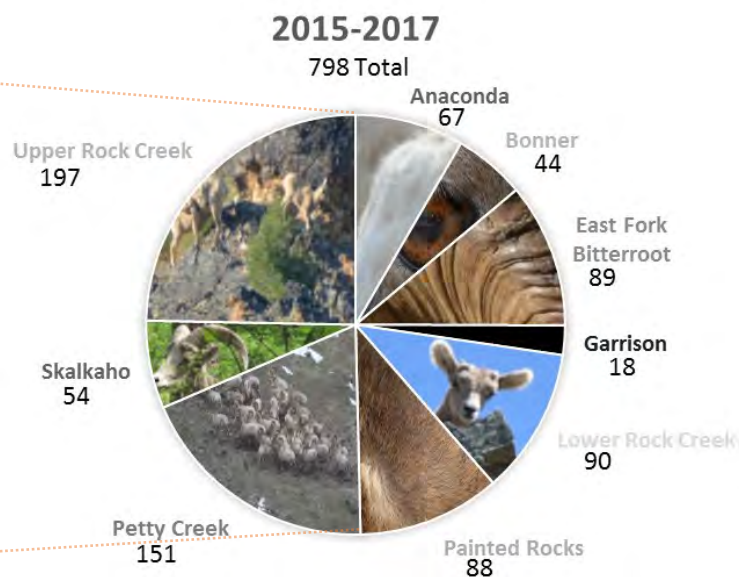 2015-2017
798 Total
Anaconda
67
Bonner
44
East Fork
Bitterroot
89
Garrison
18
Lower Rock Creek
90
Painted Rocks
88
Petty Creek
151
Skalkaho
54
Upper Rock Creek
197